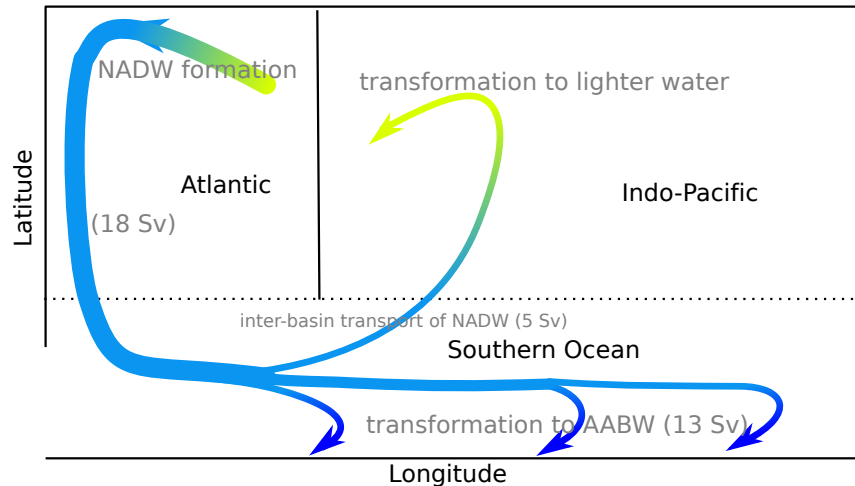 NADW formation
transformation to lighter water
Atlantic
Indo-Pacific
Latitude
(18 Sv)
inter-basin transport of NADW (5 Sv)
Southern Ocean
transformation to AABW (13 Sv)
Longitude